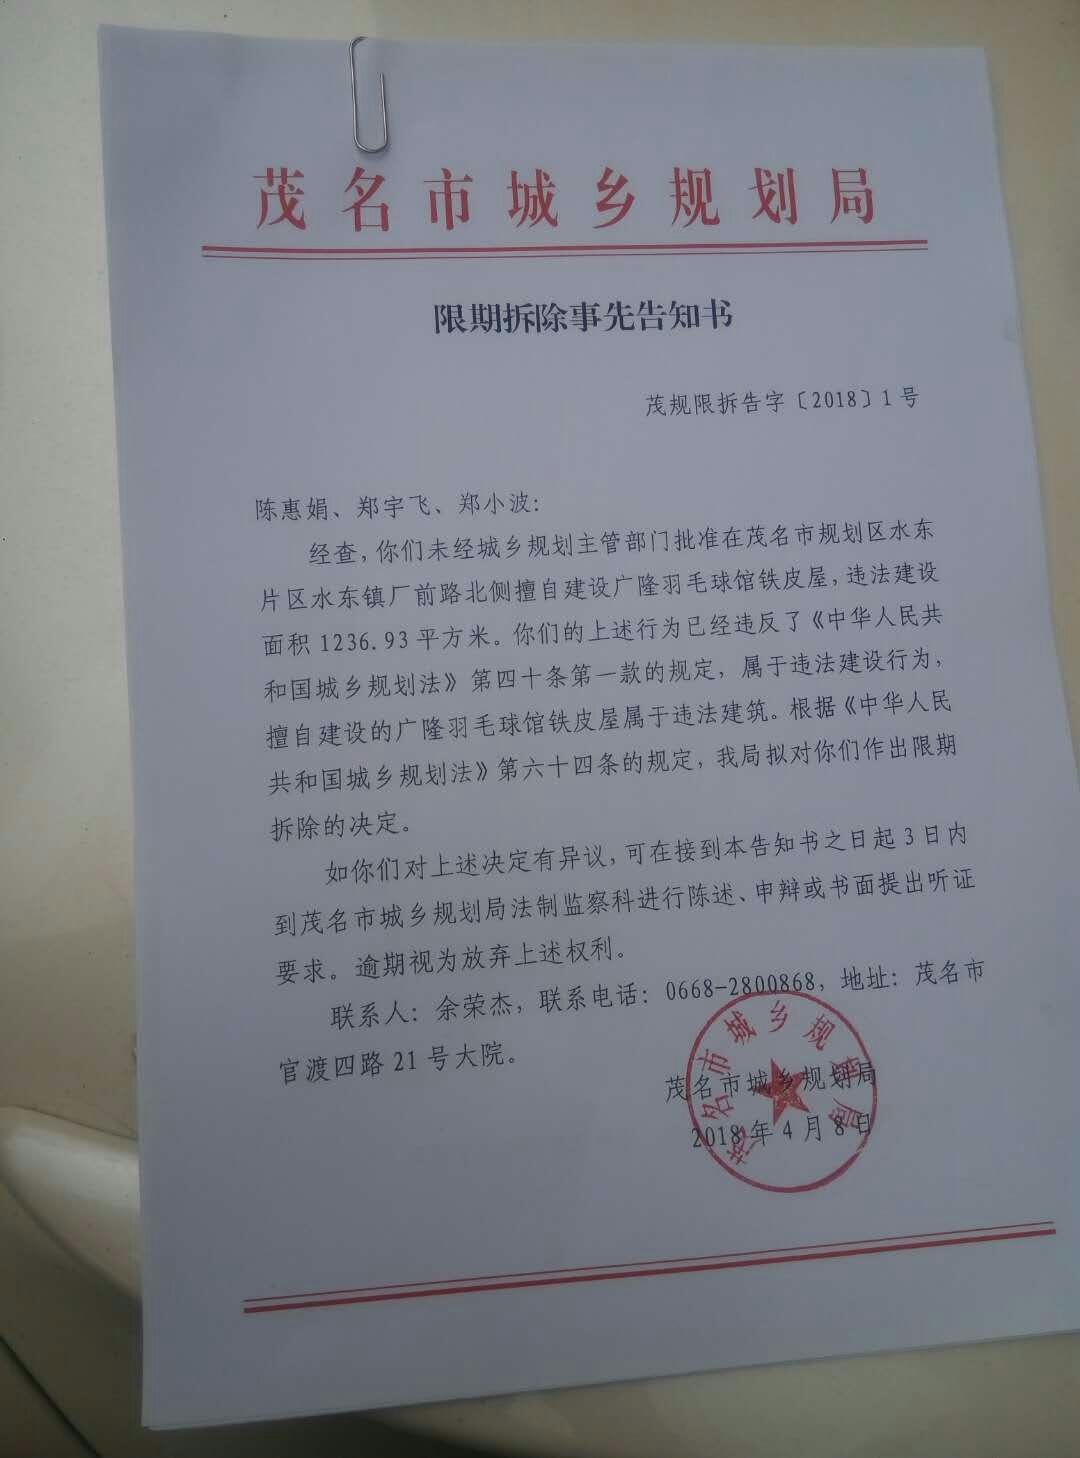 茂名市城乡规划局
限期拆除事先告知书
茂规限拆告字〔2018〕1号
陈惠娟、郑宇飞、郑小波：
经查，你们未经城乡规划主管部门批准在茂名市规划区水东
片区水东镇厂前路北侧擅自建设广隆羽毛球馆铁皮屋，违法建设
面积1236.93平方米。你们的上述行为已经违反了《中华人民共
和国城乡规划法》第四十条第一款的规定，属于违法建设行为，
擅自建设的广隆羽毛球馆铁皮屋属于违法建筑。根据《中华人民
共和国城乡规划法》第六十四条的规定，我局拟对你们作出限期
拆除的决定。
如你们对上述决定有异议，可在接到本告知书之日起3日内
到茂名市城乡规划局法制监察科进行陈述、申辩或书面提出听证
要求。逾期视为放弃上述权利。
联系人：余荣杰，联系电话：0668-2800868，地址：茂名市
官渡四路21号大院。
茂名市城乡规划局
茂名市城乡规划局
2018年4月8日